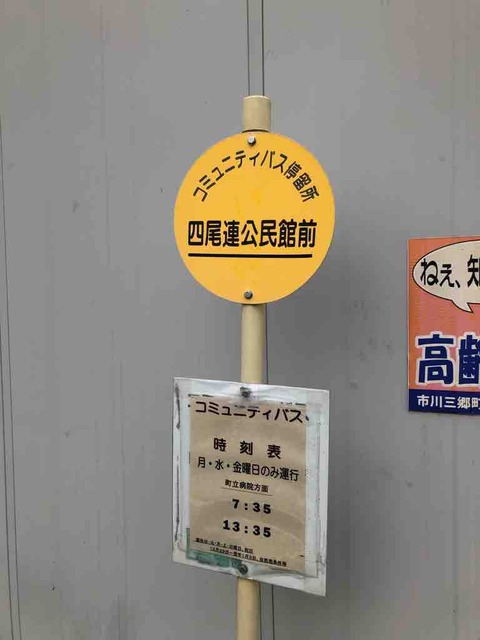 コミュニティバス停留所
四尾連公民館前
コミュニティバス
時刻表
月・水・金曜日のみ運行
町立病院方面
7:35
13:35
ねぇ、知
高齢
市川三郷町